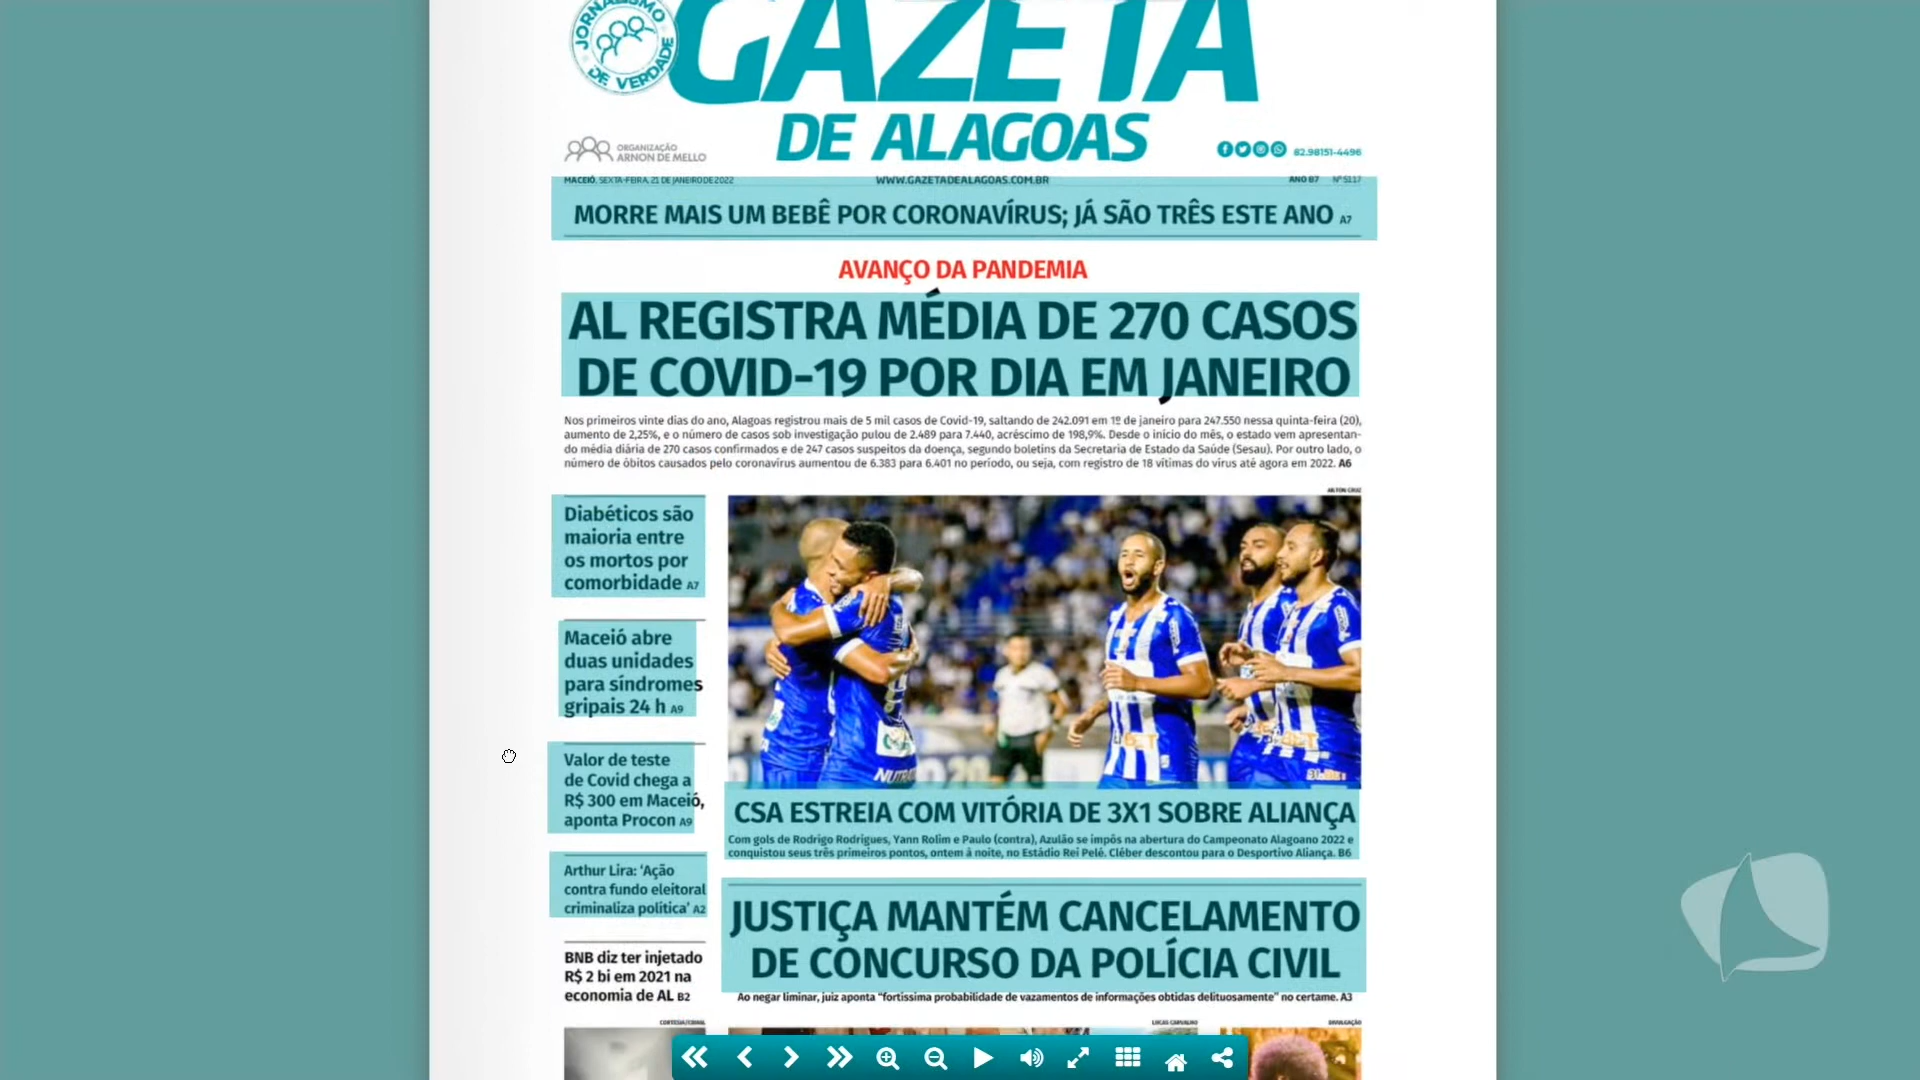 JORNALISMO DE VERDADE
GAZETA
DE ALAGOAS
ORGANIZAÇÃO
ARNON DE MELLO
82.98151-4496
MACEIÓ, SEXTA-FEIRA, 21 DE JANEIRO DE 2022
WWW.GAZETADEALAGOAS.COM.BR
ANO 87 Nº 5117
MORRE MAIS UM BEBÊ POR CORONAVÍRUS; JÁ SÃO TRÊS ESTE ANO A7
AVANÇO DA PANDEMIA
AL REGISTRA MÉDIA DE 270 CASOS
DE COVID-19 POR DIA EM JANEIRO
Nos primeiros vinte dias do ano, Alagoas registrou mais de 5 mil casos de Covid-19, saltando de 242.091 em 1º de janeiro para 247.550 nessa quinta-feira (20),
aumento de 2,25%, e o número de casos sob investigação pulou de 2.489 para 7.440, acréscimo de 198,9%. Desde o início do mês, o estado vem apresentan-
do média diária de 270 casos confirmados e de 247 casos suspeitos da doença, segundo boletins da Secretaria de Estado da Saúde (Sesau). Por outro lado, o
número de óbitos causados pelo coronavírus aumentou de 6.383 para 6.401 no período, ou seja, com registro de 18 vítimas do vírus até agora em 2022. A6
AILTON CRUZ
Diabéticos são
maioria entre
os mortos por
comorbidade A7
Maceió abre
duas unidades
para síndromes
gripais 24 h A9
Valor de teste
de Covid chega a
R$ 300 em Maceió,
aponta Procon A9
Arthur Lira: ‘Ação
contra fundo eleitoral
criminaliza política’ A2
BNB diz ter injetado
R$ 2 bi em 2021 na
economia de AL B2
CSA ESTREIA COM VITÓRIA DE 3X1 SOBRE ALIANÇA
Com gols de Rodrigo Rodrigues, Yann Rolim e Paulo (contra), Azulão se impôs na abertura do Campeonato Alagoano 2022 e
conquistou seus três primeiros pontos, ontem à noite, no Estádio Rei Pelé. Cléber descontou para o Desportivo Aliança. B6
JUSTIÇA MANTÉM CANCELAMENTO
DE CONCURSO DA POLÍCIA CIVIL
Ao negar liminar, juiz aponta “fortíssima probabilidade de vazamentos de informações obtidas delituosamente” no certame. A3
LUCAS CARVALHO
DIVULGAÇÃO